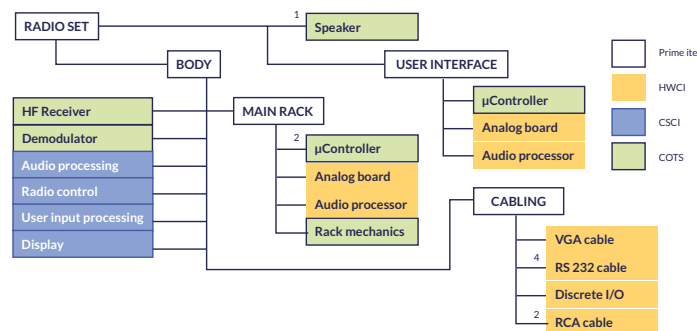 RADIO SET
1
Speaker
BODY
USER INTERFACE
Prime ite
HWCI
CSCI
COTS
HF Receiver
Demodulator
Audio processing
Radio control
User input processing
Display
MAIN RACK
2
µController
Analog board
Audio processor
Rack mechanics
µController
Analog board
Audio processor
CABLING
VGA cable
4
RS 232 cable
Discrete I/O
2
RCA cable